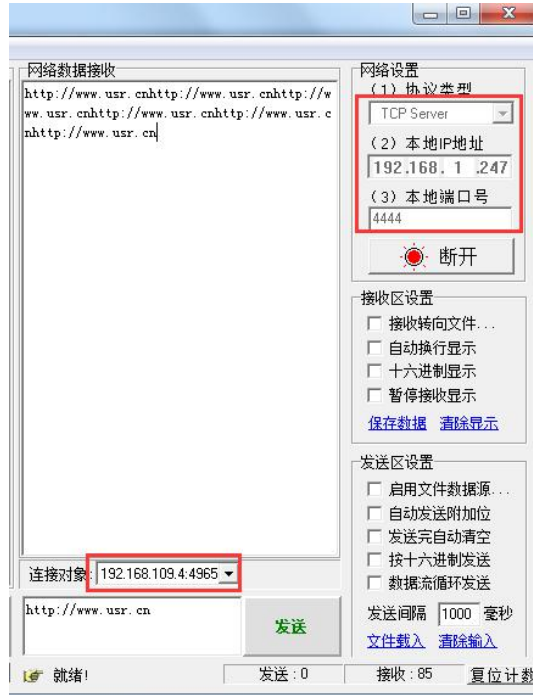 网络数据接收
http://www.usr.cnhttp://www.usr.cnhttp://w
ww.usr.cnhttp://www.usr.cnhttp://www.usr.c
nhttp://www.usr.cn
连接对象:
192.168.109.4:4965
http://www.usr.cn
发送
就绪!
发送:0
接收:85
复位计数
网络设置
(1) 协议类型
TCP Server
(2) 本地IP地址
192.168. 1 .247
(3) 本地端口号
4444
断开
接收区设置
接收转向文件...
自动换行显示
十六进制显示
暂停接收显示
保存数据 清除显示
发送区设置
启用文件数据源...
自动发送附加位
发送完自动清空
按十六进制发送
数据流循环发送
发送间隔 1000 毫秒
文件载入 清除输入